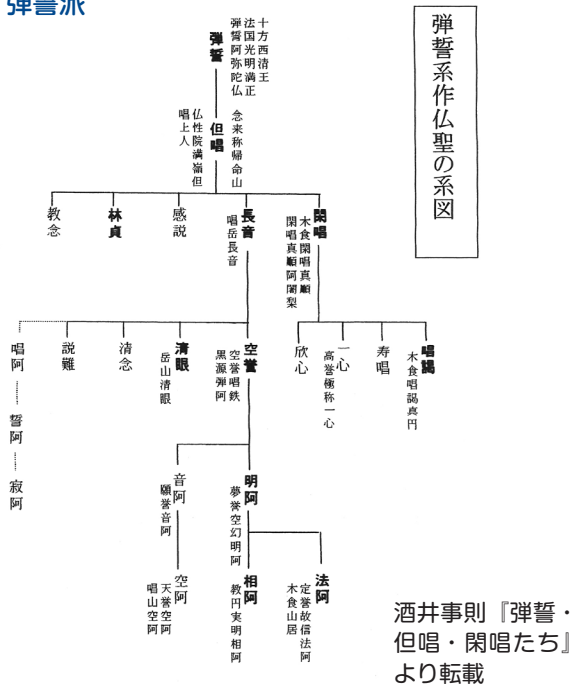 弾誓派
弾誓系作仏聖の系図
十方西清王
法国光明満正
弾誓阿弥陀仏
弾誓
念来称帰命山
但唱
仏性院満嶺但
唱上人
閑唱
木食閑唱真順
閑唱真順阿闍梨
長音
唱岳長音
感説
林貞
教念
唱謁
木食唱謁真円
寿唱
一心
高誉極称一心
欣心
空誉
空誉唱鉄
黒源弾阿
清眼
岳山清眼
清念
説難
唱阿
誓阿
寂阿
明阿
夢誉空幻明阿
音阿
願誉音阿
法阿
定誉故信法阿
木食山居
相阿
教円実明相阿
空阿
天誉空阿
唱山空阿
酒井事則『弾誓・
但唱・閑唱たち』
より転載